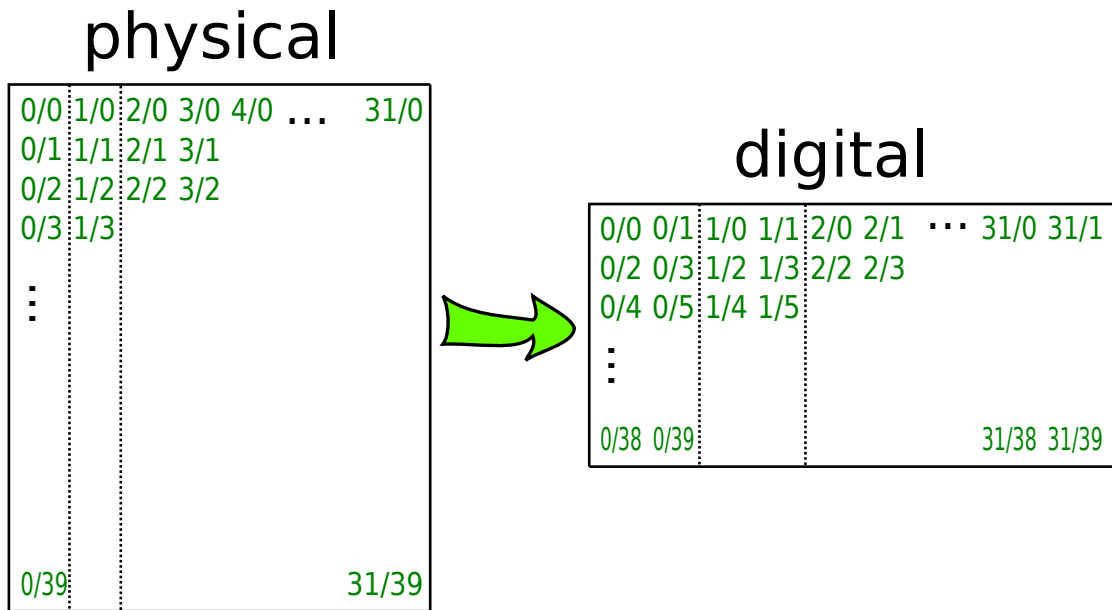 physical
0/0 1/0 2/0 3/0 4/0 ... 31/0
0/1 1/1 2/1 3/1
0/2 1/2 2/2 3/2
0/3 1/3
⋮
0/39 31/39
digital
0/0 0/1 1/0 1/1 2/0 2/1 ... 31/0 31/1
0/2 0/3 1/2 1/3 2/2 2/3
0/4 0/5 1/4 1/5
⋮
0/38 0/39 31/38 31/39